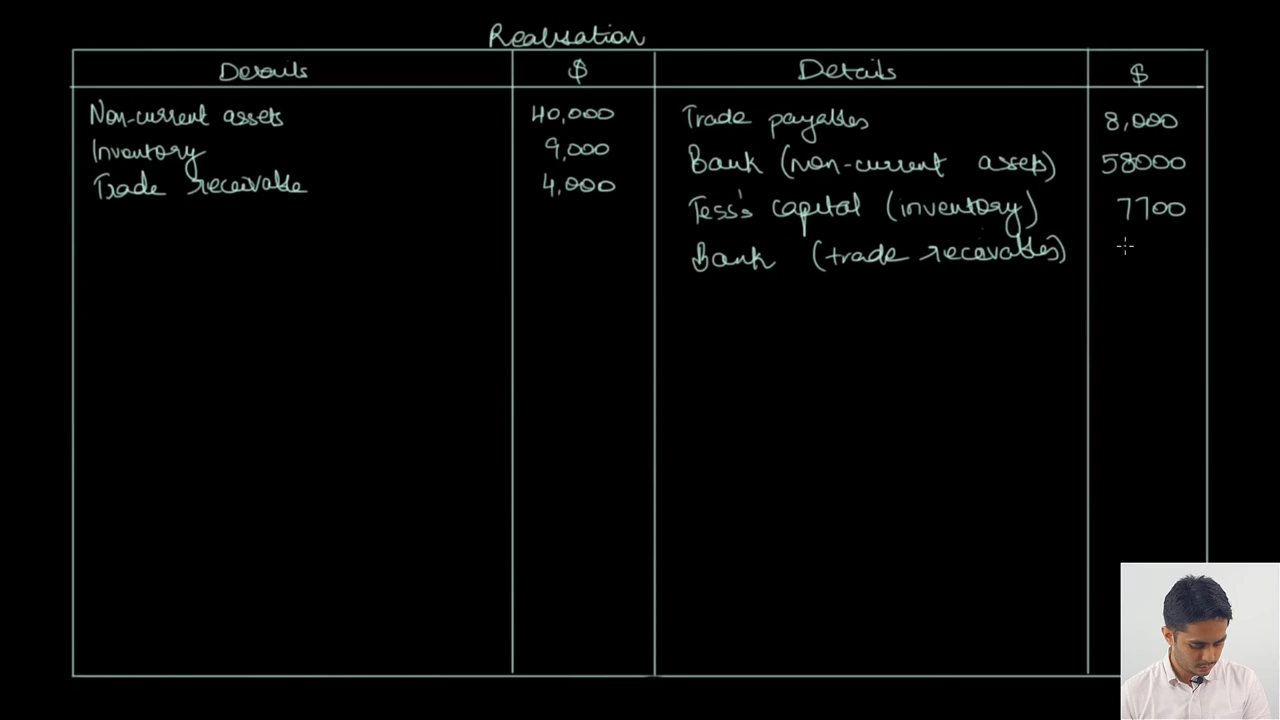 Realisation
Details $ Details $
Non-current assets 40,000 Trade payables 8,000
Inventory 9,000 Bank (non-current assets) 58000
Trade receivable 4,000 Tess's capital (inventory) 7700
Bank (trade receivables)